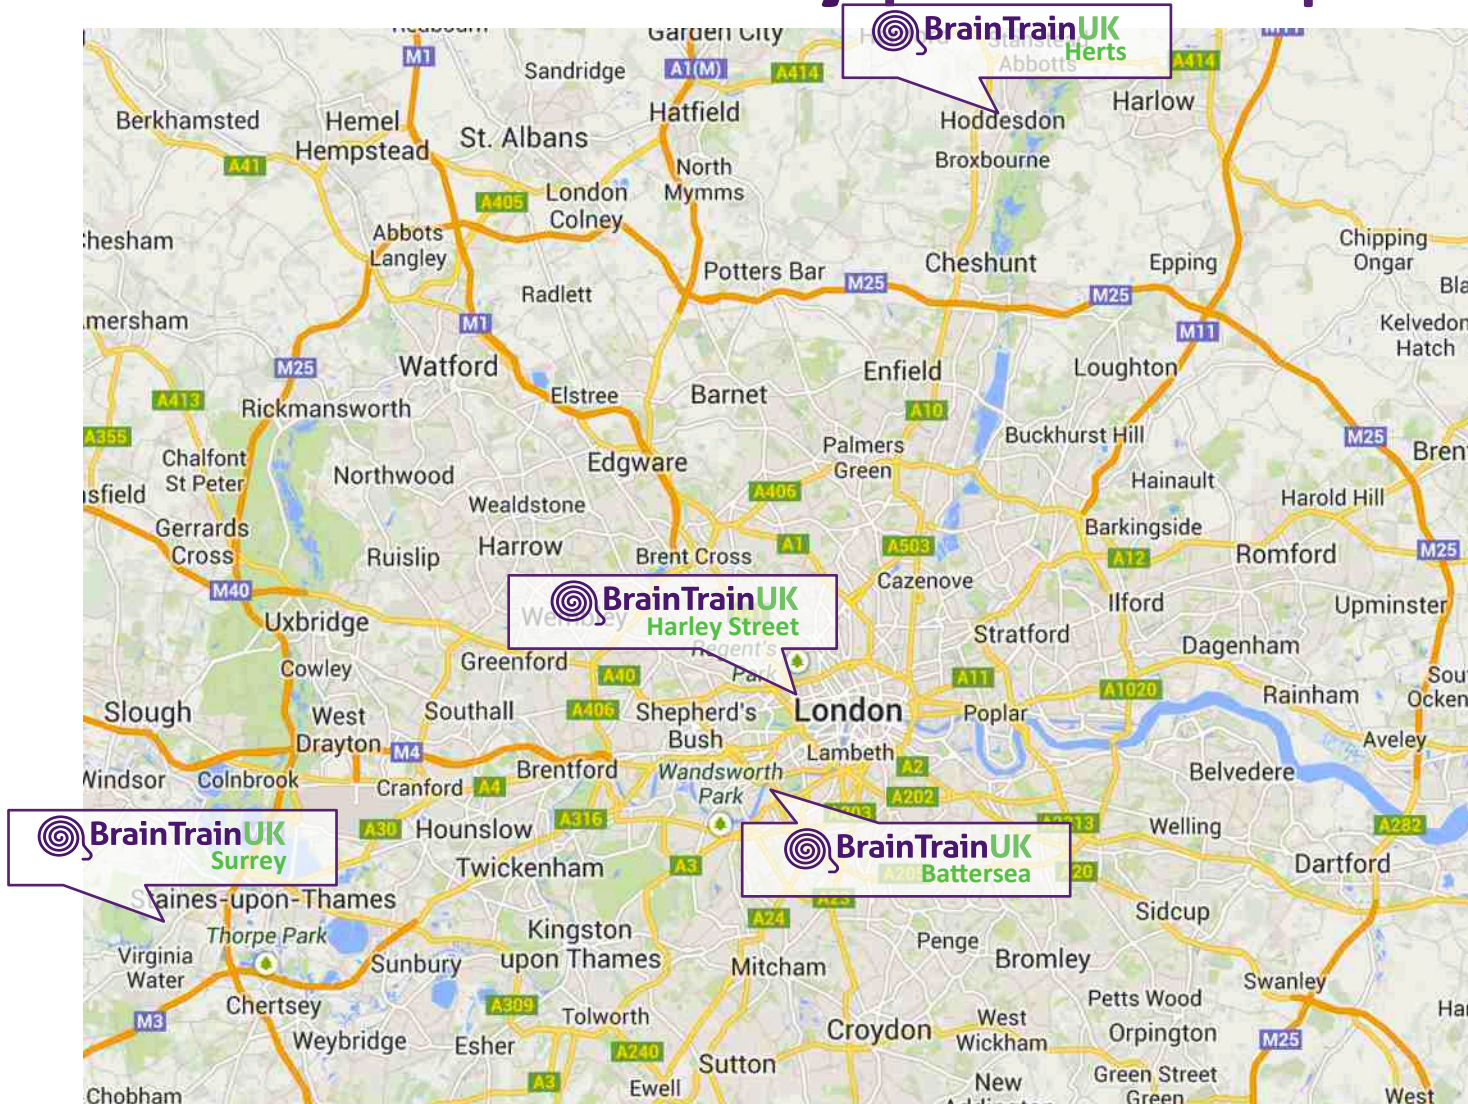 BrainTrainUK
Herts
M1
Sandridge
A1(M)
Garden City
A414
Abbotts
A414
M11
Berkhamsted
Hemel
Hempstead
St. Albans
Hatfield
Hoddesdon
Harlow
A41
North
Mymms
Broxbourne
A405
London
Colney
Abbots
Langley
Chipping
Ongar
Potters Bar
M25
Cheshunt
Epping
Radlett
M25
M1
M11
Kelvedon
Hatch
M25
Watford
Enfield
Loughton
A413
Rickmansworth
Elstree
Barnet
A10
A355
Chalfont
St Peter
Northwood
Edgware
Palmers
Green
Buckhurst Hill
M25
Wealdstone
A406
Hainault
Harold Hill
Gerrards
Cross
Ruislip
Harrow
Brent Cross
A1
A503
Barkingside
A12
Romford
M25
M40
BrainTrainUK
Harley Street
Wembley
Cazenove
Ilford
Upminster
Uxbridge
Stratford
Dagenham
Cowley
Greenford
Regent's
Park
A40
A11
A1020
Rainham
Slough
West
Drayton
Southall
A406
Shepherd's
Bush
London
Poplar
M4
Lambeth
Aveley
Windsor
Colnbrook
Cranford
A4
Brentford
Wandsworth
Park
A2
A202
Belvedere
BrainTrainUK
Surrey
A30
Hounslow
A316
Welling
A282
BrainTrainUK
Battersea
Twickenham
A3
Dartford
Staines-upon-Thames
A24
A23
Sidcup
Thorpe Park
Virginia
Water
Sunbury
Kingston
upon Thames
Mitcham
Penge
Bromley
Swanley
Chertsey
A309
Petts Wood
M3
Weybridge
Esher
Tolworth
Croydon
West
Wickham
Orpington
M25
A240
Sutton
A3
Ewell
New
Green Street
Green
Chobham
West